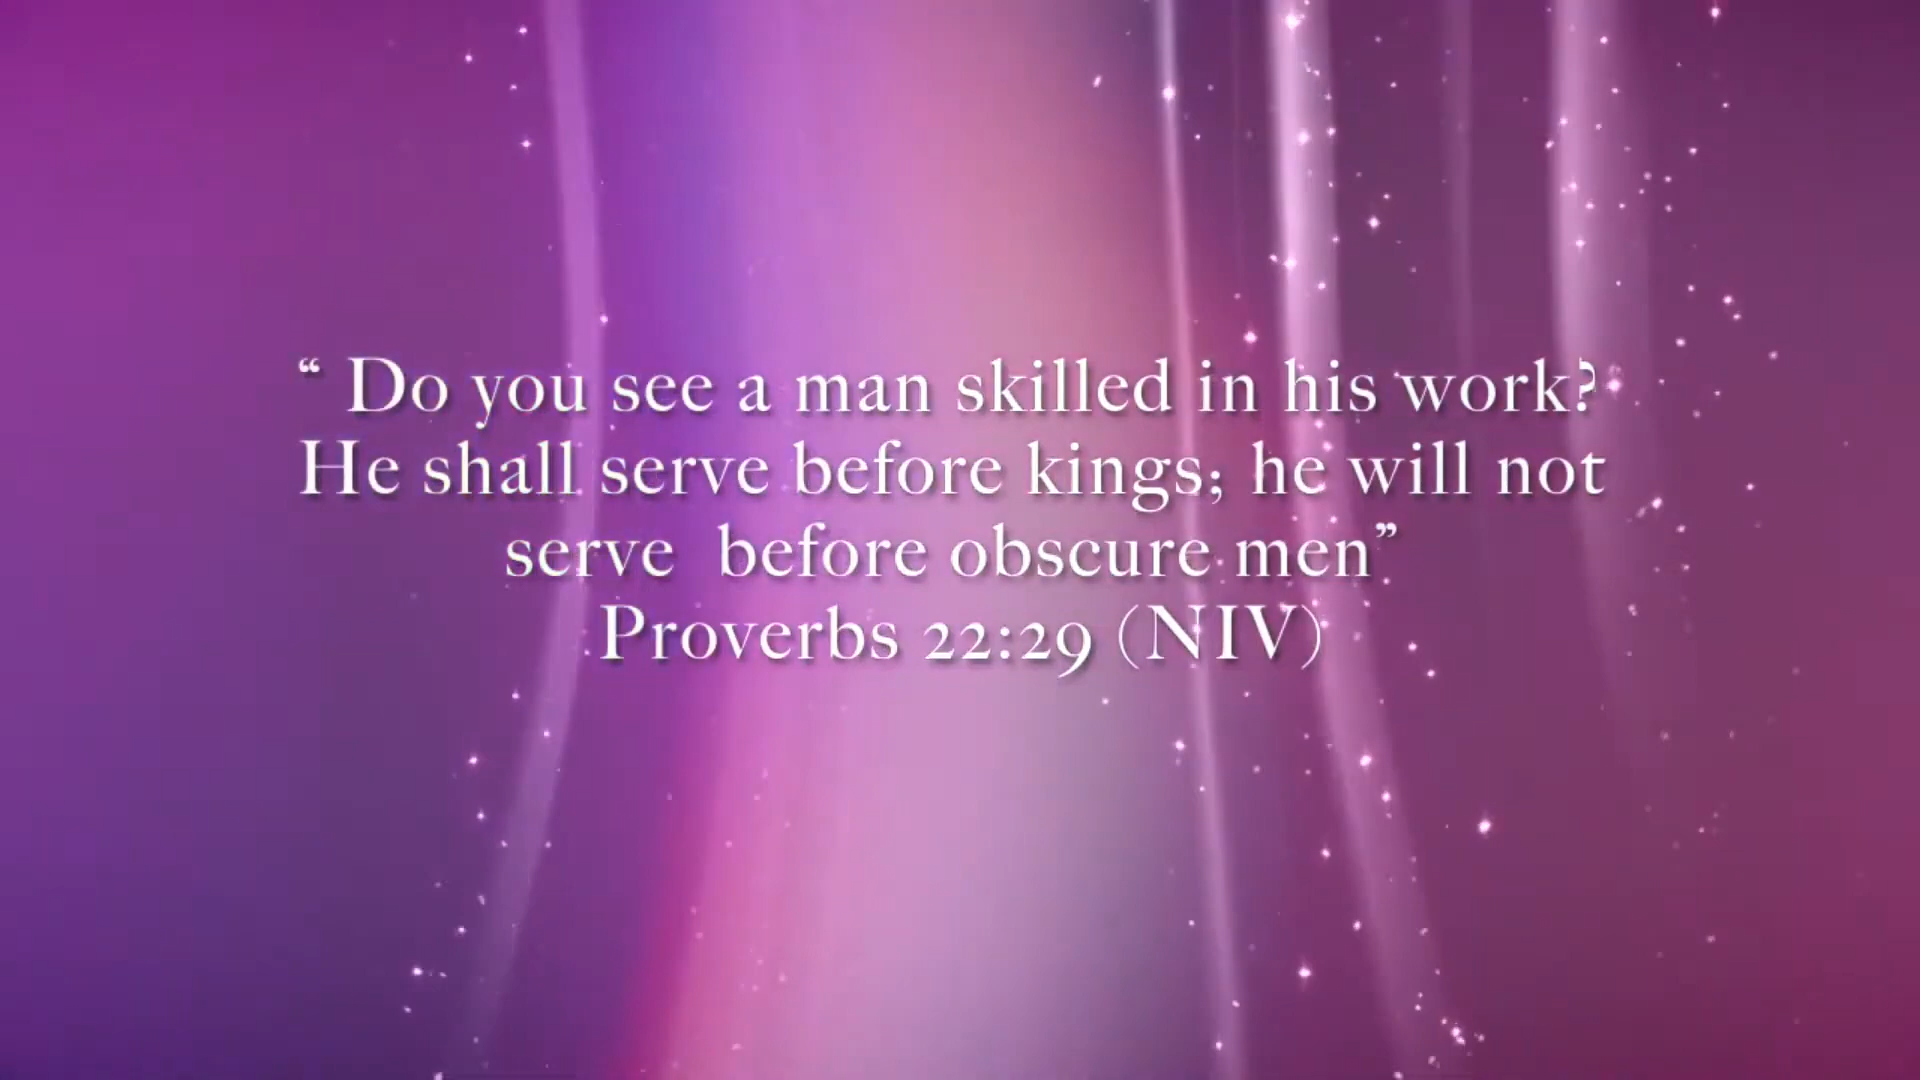 “ Do you see a man skilled in his work?
He shall serve before kings; he will not
serve  before obscure men”
Proverbs 22:29 (NIV)